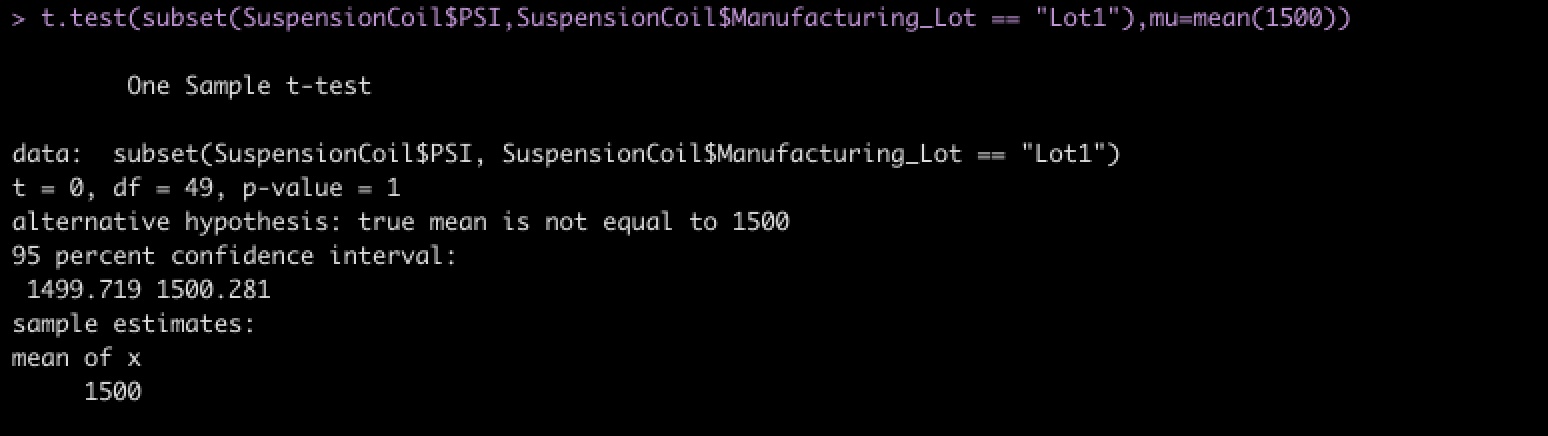 > t.test(subset(SuspensionCoil$PSI,SuspensionCoil$Manufacturing_Lot == "Lot1"),mu=mean(1500))
One Sample t-test
data:  subset(SuspensionCoil$PSI, SuspensionCoil$Manufacturing_Lot == "Lot1")
t = 0, df = 49, p-value = 1
alternative hypothesis: true mean is not equal to 1500
95 percent confidence interval:
1499.719 1500.281
sample estimates:
mean of x
1500